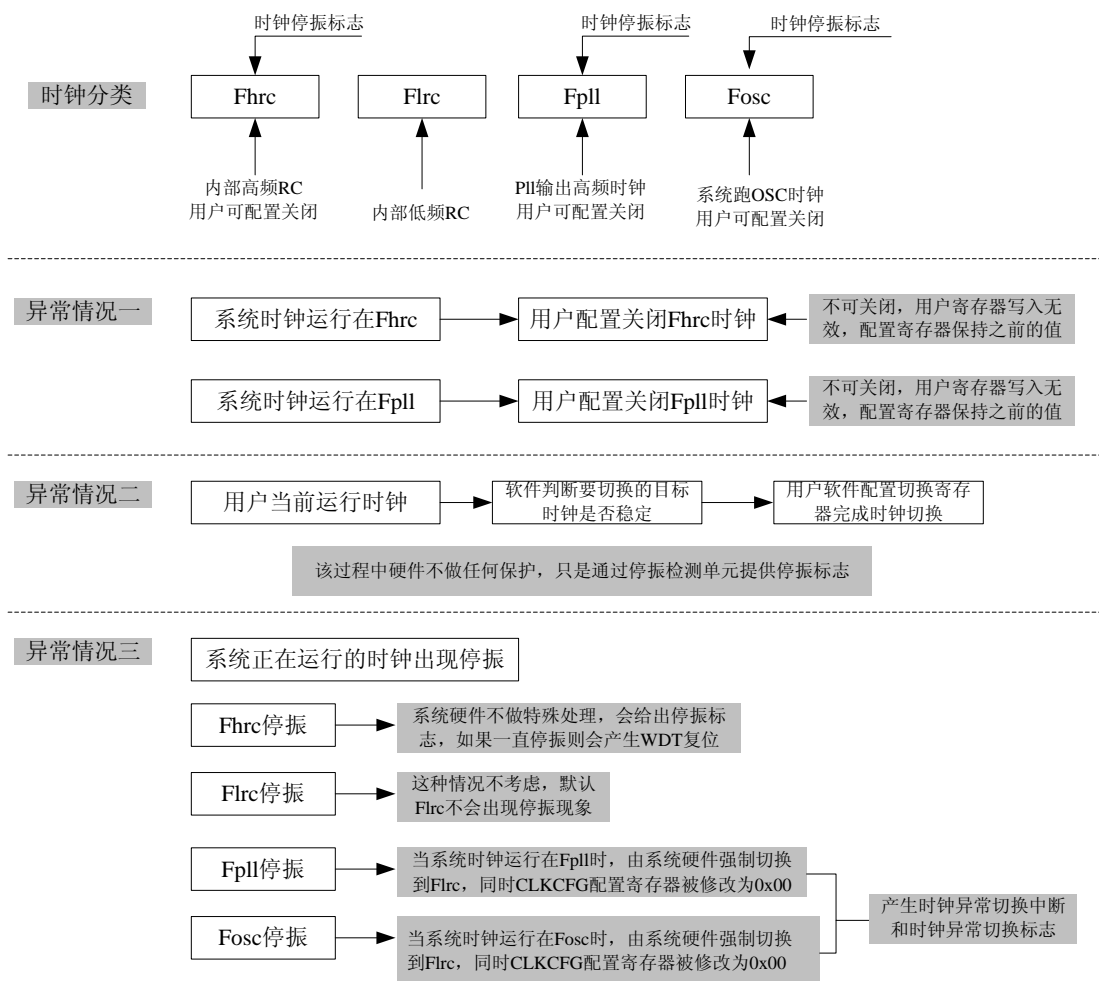 时钟停振标志
时钟停振标志
时钟停振标志
时钟分类
Fhrc
Flrc
Fpll
Fosc
内部高频RC
用户可配置关闭
内部低频RC
Pll输出高频时钟
用户可配置关闭
系统跑OSC时钟
用户可配置关闭
异常情况一
系统时钟运行在Fhrc
用户配置关闭Fhrc时钟
不可关闭，用户寄存器写入无
效，配置寄存器保持之前的值
系统时钟运行在Fpll
用户配置关闭Fpll时钟
不可关闭，用户寄存器写入无
效，配置寄存器保持之前的值
异常情况二
用户当前运行时钟
软件判断要切换的目标
时钟是否稳定
用户软件配置切换寄存
器完成时钟切换
该过程中硬件不做任何保护，只是通过停振检测单元提供停振标志
异常情况三
系统正在运行的时钟出现停振
Fhrc停振
系统硬件不做特殊处理，会给出停振标
志，如果一直停振则会产生WDT复位
Flrc停振
这种情况不考虑，默认
Flrc不会出现停振现象
Fpll停振
当系统时钟运行在Fpll时，由系统硬件强制切换
到Flrc，同时CLKCFG配置寄存器被修改为0x00
Fosc停振
当系统时钟运行在Fosc时，由系统硬件强制切换
到Flrc，同时CLKCFG配置寄存器被修改为0x00
产生时钟异常切换中断
和时钟异常切换标志